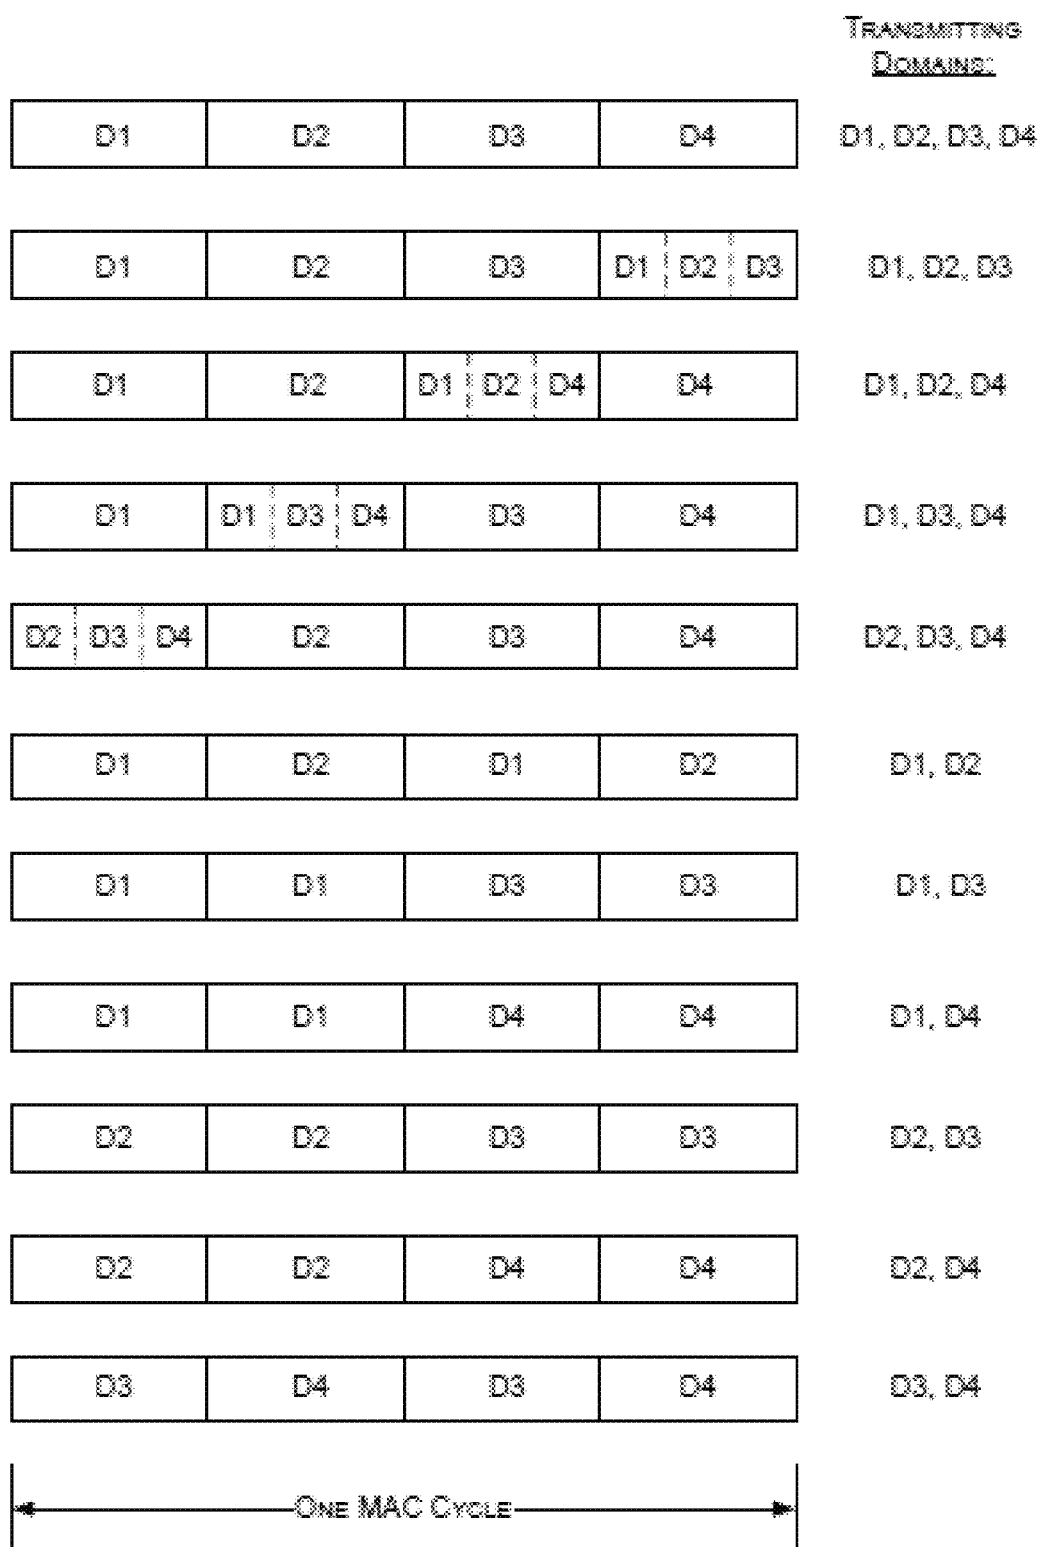 TRANSMITTING
DOMAINS:
D1 D2 D3 D4 D1, D2, D3, D4
D1 D2 D3 D1 D2 D3 D1, D2, D3
D1 D2 D1 D2 D4 D4 D1, D2, D4
D1 D1 D3 D4 D3 D4 D1, D3, D4
D2 D3 D4 D2 D3 D4 D2, D3, D4
D1 D2 D1 D2 D1, D2
D1 D1 D3 D3 D1, D3
D1 D1 D4 D4 D1, D4
D2 D2 D3 D3 D2, D3
D2 D2 D4 D4 D2, D4
D3 D4 D3 D4 D3, D4
ONE MAC CYCLE